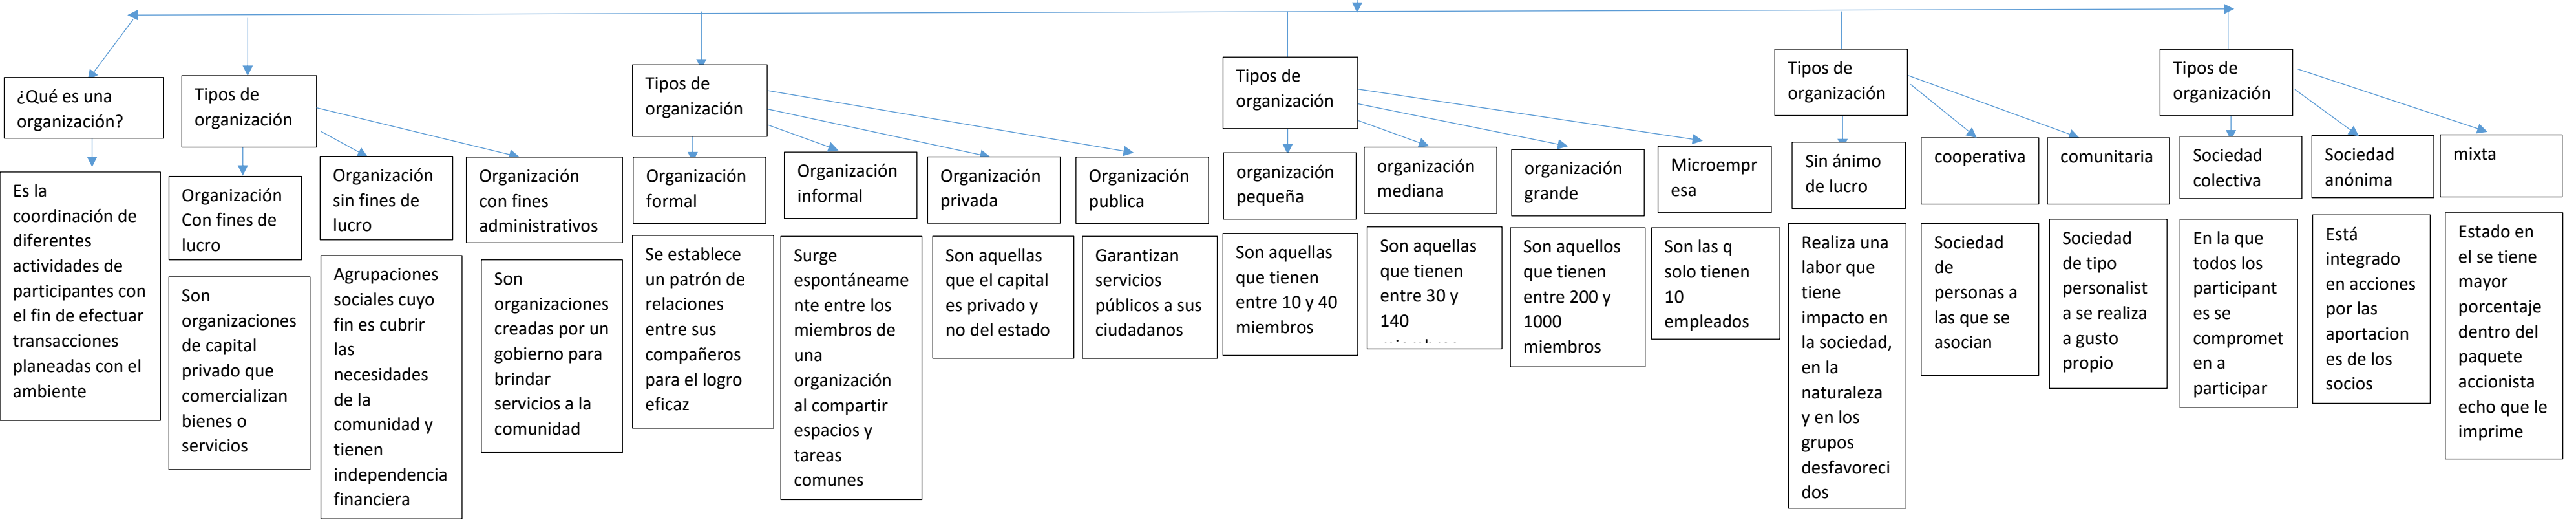 ¿Qué es una
organización?
Es la
coordinación de
diferentes
actividades de
participantes con
el fin de efectuar
transacciones
planeadas con el
ambiente
Tipos de
organización
Organización
Con fines de
lucro
Son
organizaciones
de capital
privado que
comercializan
bienes o
servicios
Organización
sin fines de
lucro
Agrupaciones
sociales cuyo
fin es cubrir
las
necesidades
de la
comunidad y
tienen
independencia
financiera
Organización
con fines
administrativos
Son
organizaciones
creadas por un
gobierno para
brindar
servicios a la
comunidad
Tipos de
organización
Organización
formal
Se establece
un patrón de
relaciones
entre sus
compañeros
para el logro
eficaz
Organización
informal
Surge
espontáneame
nte entre los
miembros de
una
organización
al compartir
espacios y
tareas
comunes
Organización
privada
Son aquellas
que el capital
es privado y
no del estado
Organización
publica
Garantizan
servicios
públicos a sus
ciudadanos
Tipos de
organización
organización
pequeña
Son aquellas
que tienen
entre 10 y 40
miembros
organización
mediana
Son aquellas
que tienen
entre 30 y
140
organización
grande
Son aquellos
que tienen
entre 200 y
1000
miembros
Microempr
esa
Son las q
solo tienen
10
empleados
Tipos de
organización
Sin ánimo
de lucro
Realiza una
labor que
tiene
impacto en
la sociedad,
en la
naturaleza
y en los
grupos
desfavoreci
dos
cooperativa
Sociedad
de
personas a
las que se
asocian
comunitaria
Sociedad
de tipo
personalist
a se realiza
a gusto
propio
Tipos de
organización
Sociedad
colectiva
En la que
todos los
participant
es se
compromet
en a
participar
Sociedad
anónima
Está
integrado
en acciones
por las
aportacion
es de los
socios
mixta
Estado en
el se tiene
mayor
porcentaje
dentro del
paquete
accionista
echo que le
imprime